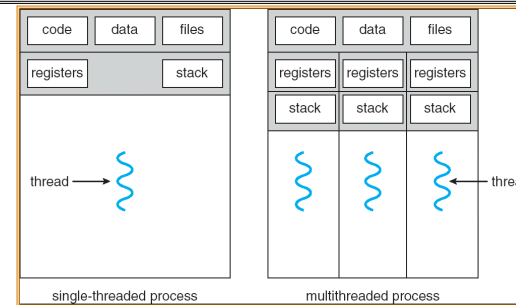 code data files code data files
registers stack registers registers registers
stack stack stack
thread threa
single-threaded process multithreaded process